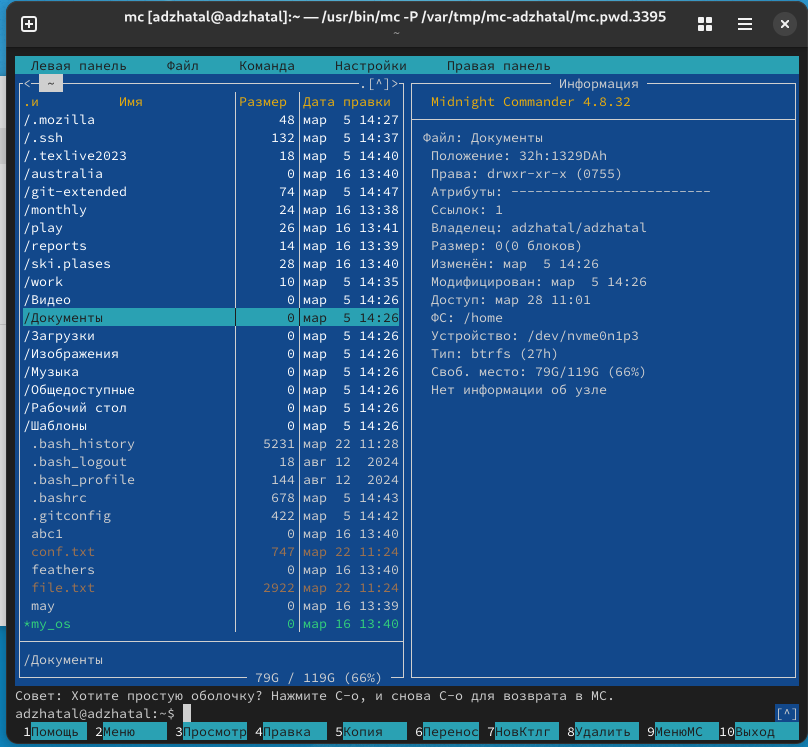 mc [adzhatal@adzhatal]:~ — /usr/bin/mc -P /var/tmp/mc-adzhatal/mc.pwd.3395
~
Левая панель Файл Команда Настройки Правая панель
<- ~ .[^]>
.и Имя Размер Дата правки
/.mozilla 48 мар 5 14:27
/.ssh 132 мар 5 14:37
/.texlive2023 18 мар 5 14:40
/australia 0 мар 16 13:40
/git-extended 74 мар 5 14:47
/monthly 24 мар 16 13:38
/play 26 мар 16 13:41
/reports 14 мар 16 13:39
/ski.plases 28 мар 16 13:40
/work 10 мар 5 14:35
/Видео 0 мар 5 14:26
/Документы 0 мар 5 14:26
/Загрузки 0 мар 5 14:26
/Изображения 0 мар 5 14:26
/Музыка 0 мар 5 14:26
/Общедоступные 0 мар 5 14:26
/Рабочий стол 0 мар 5 14:26
/Шаблоны 0 мар 5 14:26
.bash_history 5231 мар 22 11:28
.bash_logout 18 авг 12 2024
.bash_profile 144 авг 12 2024
.bashrc 678 мар 5 14:43
.gitconfig 422 мар 5 14:42
abc1 0 мар 16 13:40
conf.txt 747 мар 22 11:24
feathers 0 мар 16 13:40
file.txt 2922 мар 22 11:24
may 0 мар 16 13:39
*my_os 0 мар 16 13:40
/Документы
79G / 119G (66%)
Информация
Midnight Commander 4.8.32
Файл: Документы
Положение: 32h:1329DAh
Права: drwxr-xr-x (0755)
Атрибуты: -------------------------
Ссылок: 1
Владелец: adzhatal/adzhatal
Размер: 0(0 блоков)
Изменён: мар 5 14:26
Модифицирован: мар 5 14:26
Доступ: мар 28 11:01
ФС: /home
Устройство: /dev/nvme0n1p3
Тип: btrfs (27h)
Своб. место: 79G/119G (66%)
Нет информации об узле
Совет: Хотите простую оболочку? Нажмите C-o, и снова C-o для возврата в MC.
adzhatal@adzhatal:~$ [^]
1Помощь 2Меню 3Просмотр 4Правка 5Копия 6Перенос 7НовКтлг 8Удалить 9МенюМС 10Выход